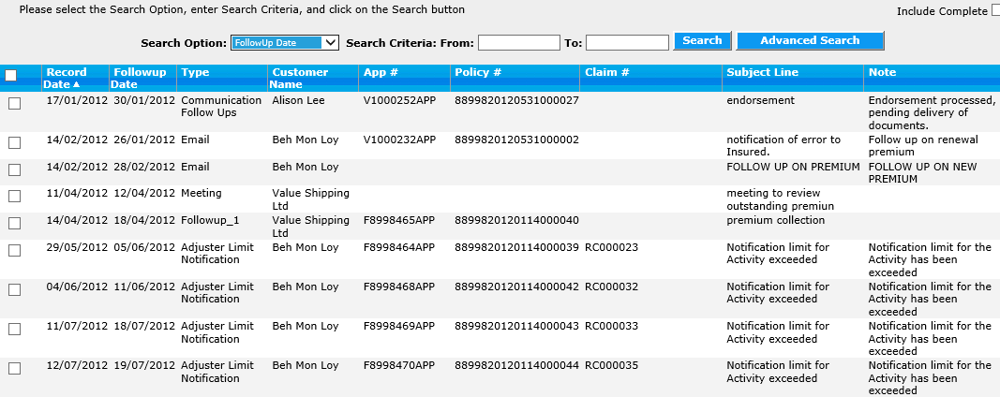 Please select the Search Option, enter Search Criteria, and click on the Search button
Include Complete
Search Option: FollowUp Date Search Criteria: From: To: Search Advanced Search
Record Followup Type Customer App # Policy # Claim # Subject Line Note
Date Date Name
17/01/2012 30/01/2012 Communication Alison Lee V1000252APP 8899820120531000027 endorsement Endorsement processed,
Follow Ups pending delivery of
documents.
14/02/2012 26/01/2012 Email Beh Mon Loy V1000232APP 8899820120531000002 notification of error to Follow up on renewal
Insured. premium
14/02/2012 28/02/2012 Email Beh Mon Loy FOLLOW UP ON PREMIUM FOLLOW UP ON NEW
PREMIUM
11/04/2012 12/04/2012 Meeting Value Shipping meeting to review
Ltd outstanding premiun
14/04/2012 18/04/2012 Followup_1 Value Shipping F8998465APP 8899820120114000040 premium collection
Ltd
29/05/2012 05/06/2012 Adjuster Limit Beh Mon Loy F8998464APP 8899820120114000039 RC000023 Notification limit for Notification limit for the
Notification Activity exceeded Activity has been
exceeded
04/06/2012 11/06/2012 Adjuster Limit Beh Mon Loy F8998468APP 8899820120114000042 RC000032 Notification limit for Notification limit for the
Notification Activity exceeded Activity has been
exceeded
11/07/2012 18/07/2012 Adjuster Limit Beh Mon Loy F8998469APP 8899820120114000043 RC000033 Notification limit for Notification limit for the
Notification Activity exceeded Activity has been
exceeded
12/07/2012 19/07/2012 Adjuster Limit Beh Mon Loy F8998470APP 8899820120114000044 RC000035 Notification limit for Notification limit for the
Notification Activity exceeded Activity has been
exceeded